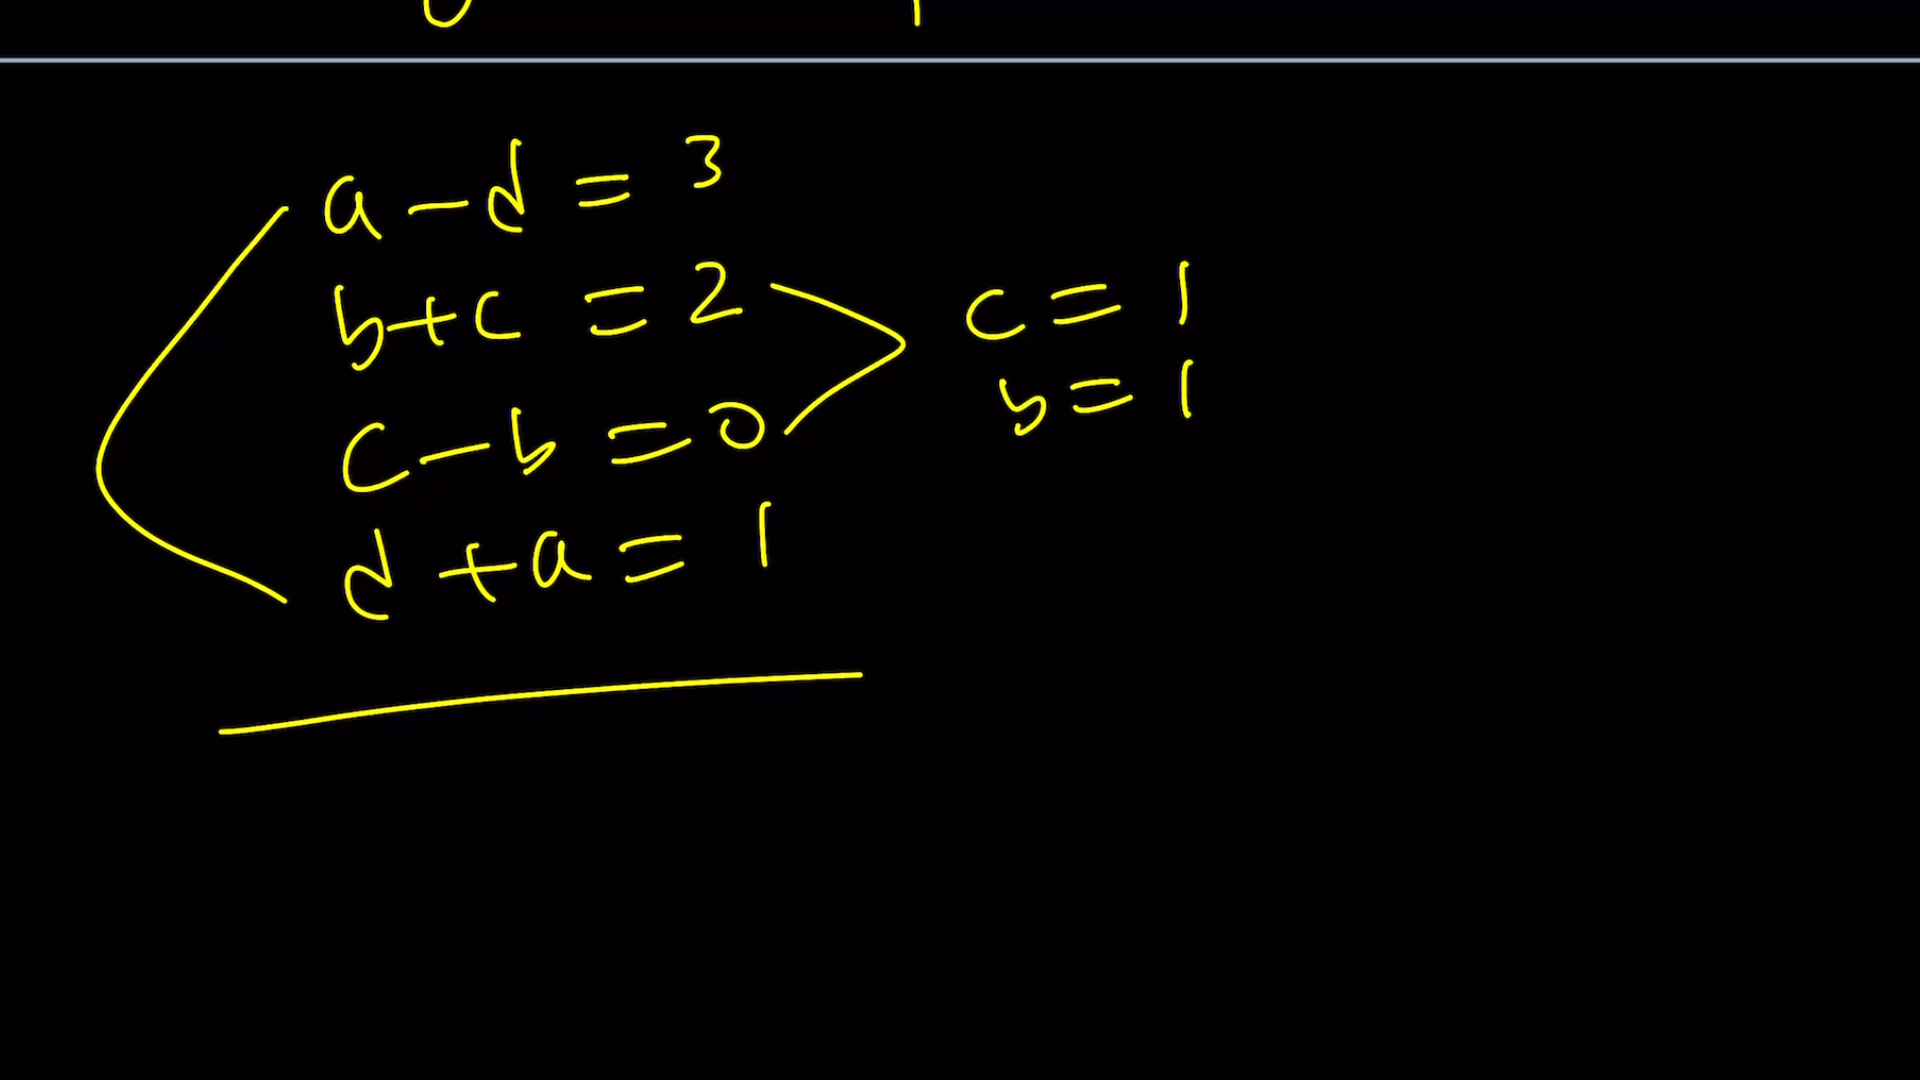 a - d = 3
b + c = 2
c - b = 0
d + a = 1
c = 1
b = 1